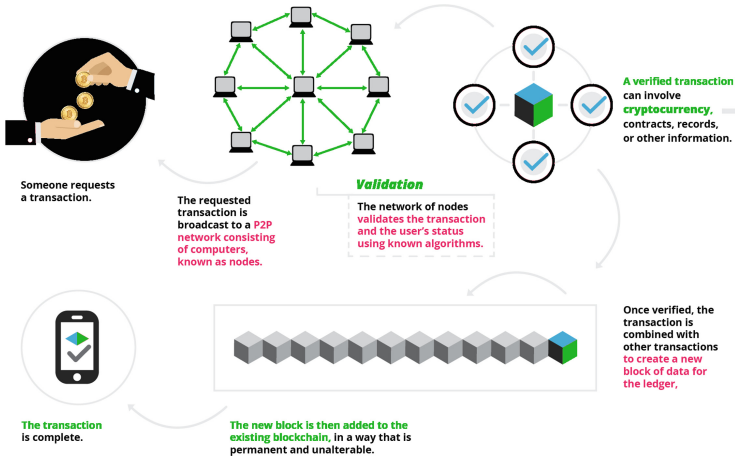 Someone requests
a transaction.
The requested
transaction is
broadcast to a P2P
network consisting
of computers,
known as nodes.
Validation
The network of nodes
validates the transaction
and the user's status
using known algorithms.
A verified transaction
can involve
cryptocurrency,
contracts, records,
or other information.
Once verified, the
transaction is
combined with
other transactions
to create a new
block of data for
the ledger,
The new block is then added to the
existing blockchain, in a way that is
permanent and unalterable.
The transaction
is complete.